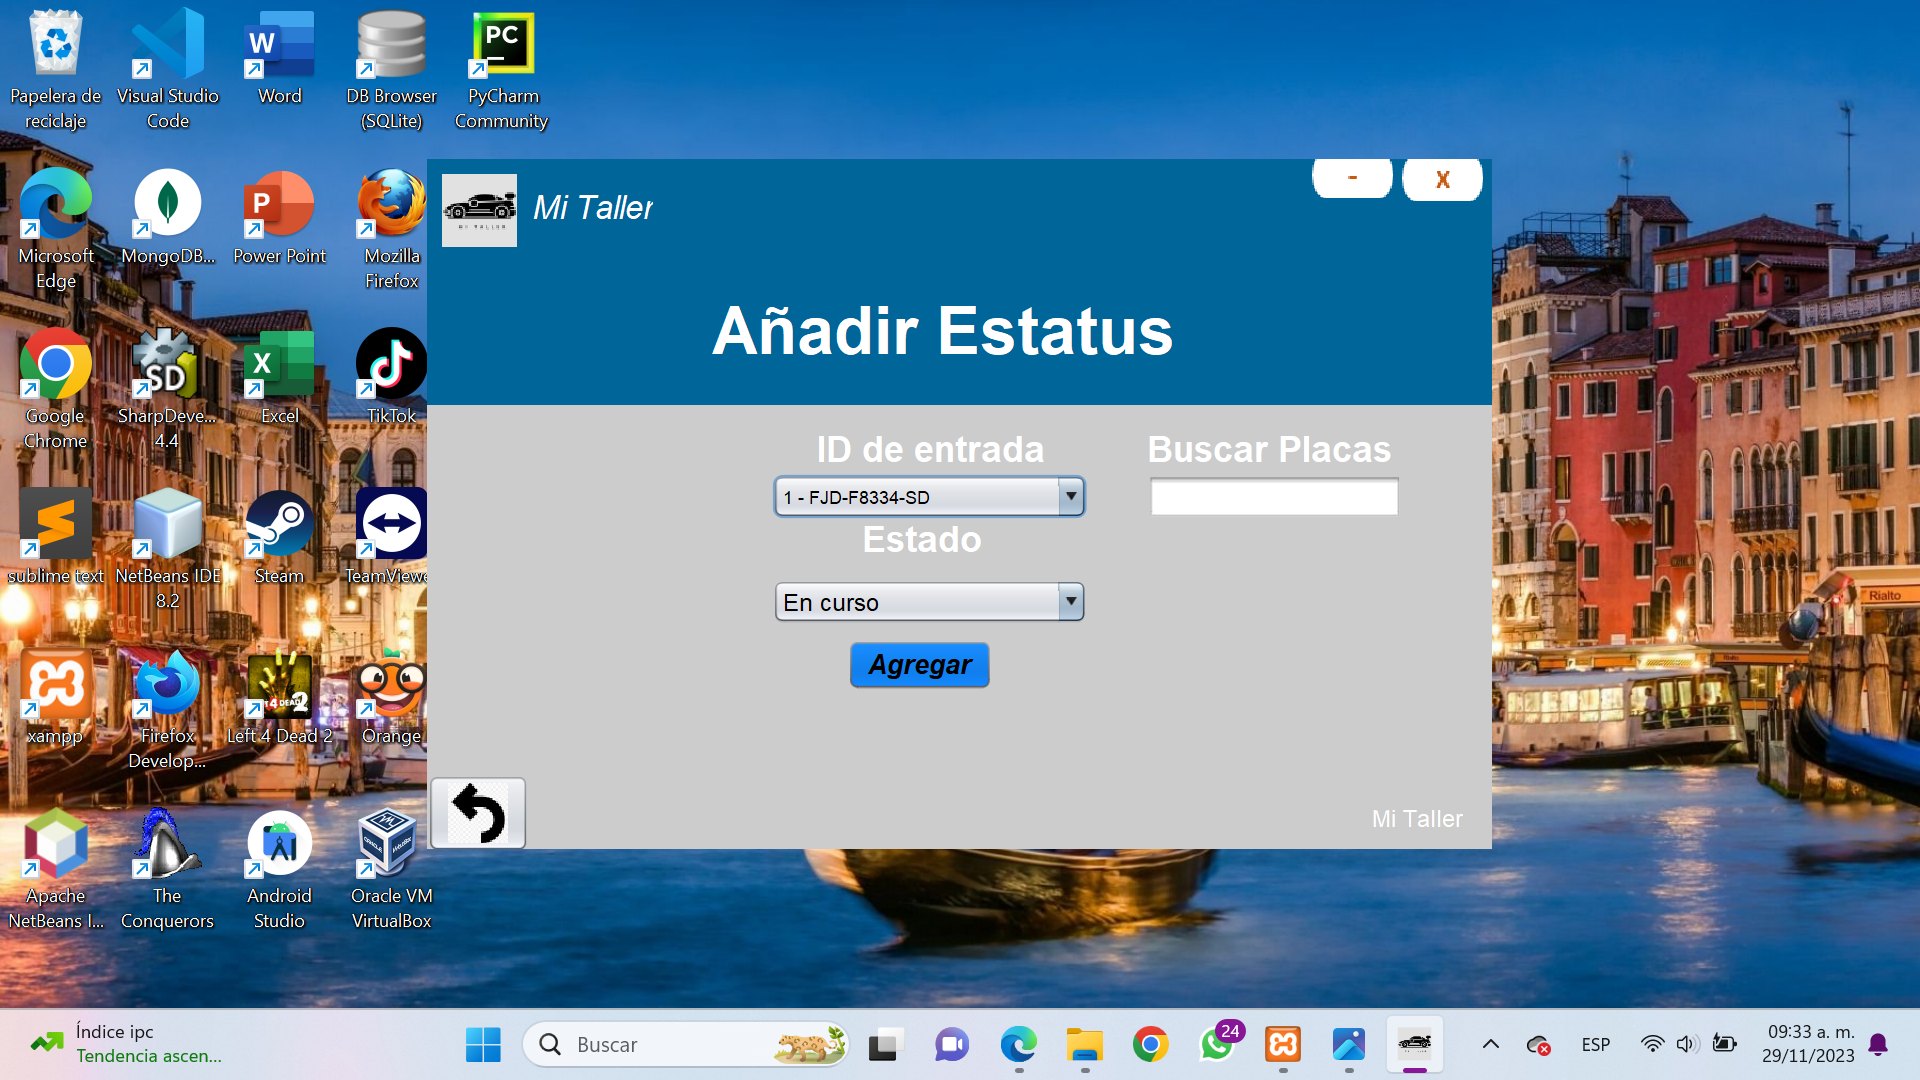 Papelera de
reciclaje
Visual Studio
Code
W
Word
DB Browser
(SQLite)
PC
PyCharm
Community
Microsoft
Edge
MongoDB...
P
Power Point
Mozilla
Firefox
Google
Chrome
SD
SharpDeve...
4.4
X
Excel
TikTok
sublime text
NetBeans IDE
8.2
Steam
TeamViewe
xampp
Firefox
Develop...
Left 4 Dead 2
Orange
Apache
NetBeans I...
The
Conquerors
Android
Studio
Oracle VM
VirtualBox
Mi Taller
-
X
Añadir Estatus
ID de entrada
Buscar Placas
1 - FJD-F8334-SD
Estado
En curso
Agregar
Mi Taller
Rialto
Índice ipc
Tendencia ascen...
Buscar
24
ESP
09:33 a. m.
29/11/2023